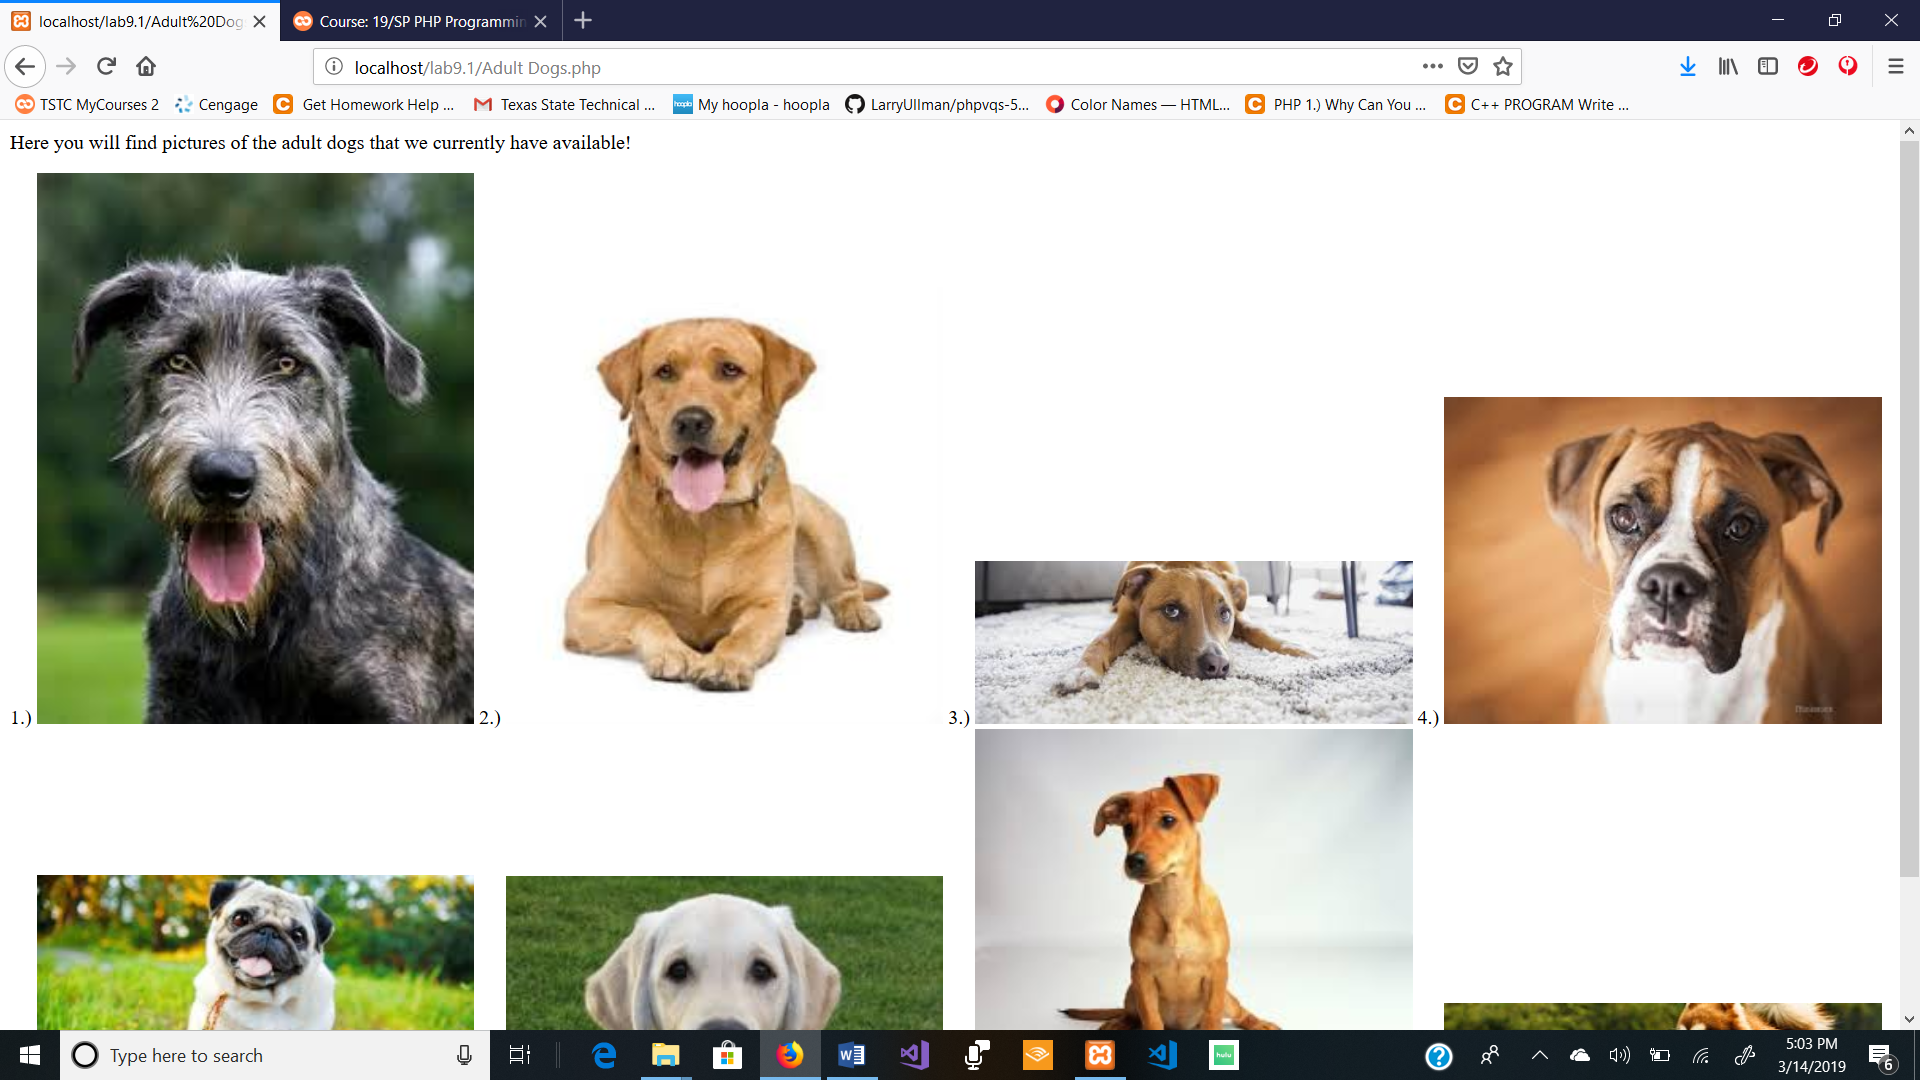 localhost/lab9.1/Adult%20Dog
Course: 19/SP PHP Programmin
localhost/lab9.1/Adult Dogs.php
TSTC MyCourses 2
Cengage
Get Homework Help ...
Texas State Technical ...
My hoopla - hoopla
LarryUllman/phpvqs-5...
Color Names — HTML...
PHP 1.) Why Can You ...
C++ PROGRAM Write ...
Here you will find pictures of the adult dogs that we currently have available!
1.)
2.)
3.)
4.)
Type here to search
hulu
5:03 PM
3/14/2019
6